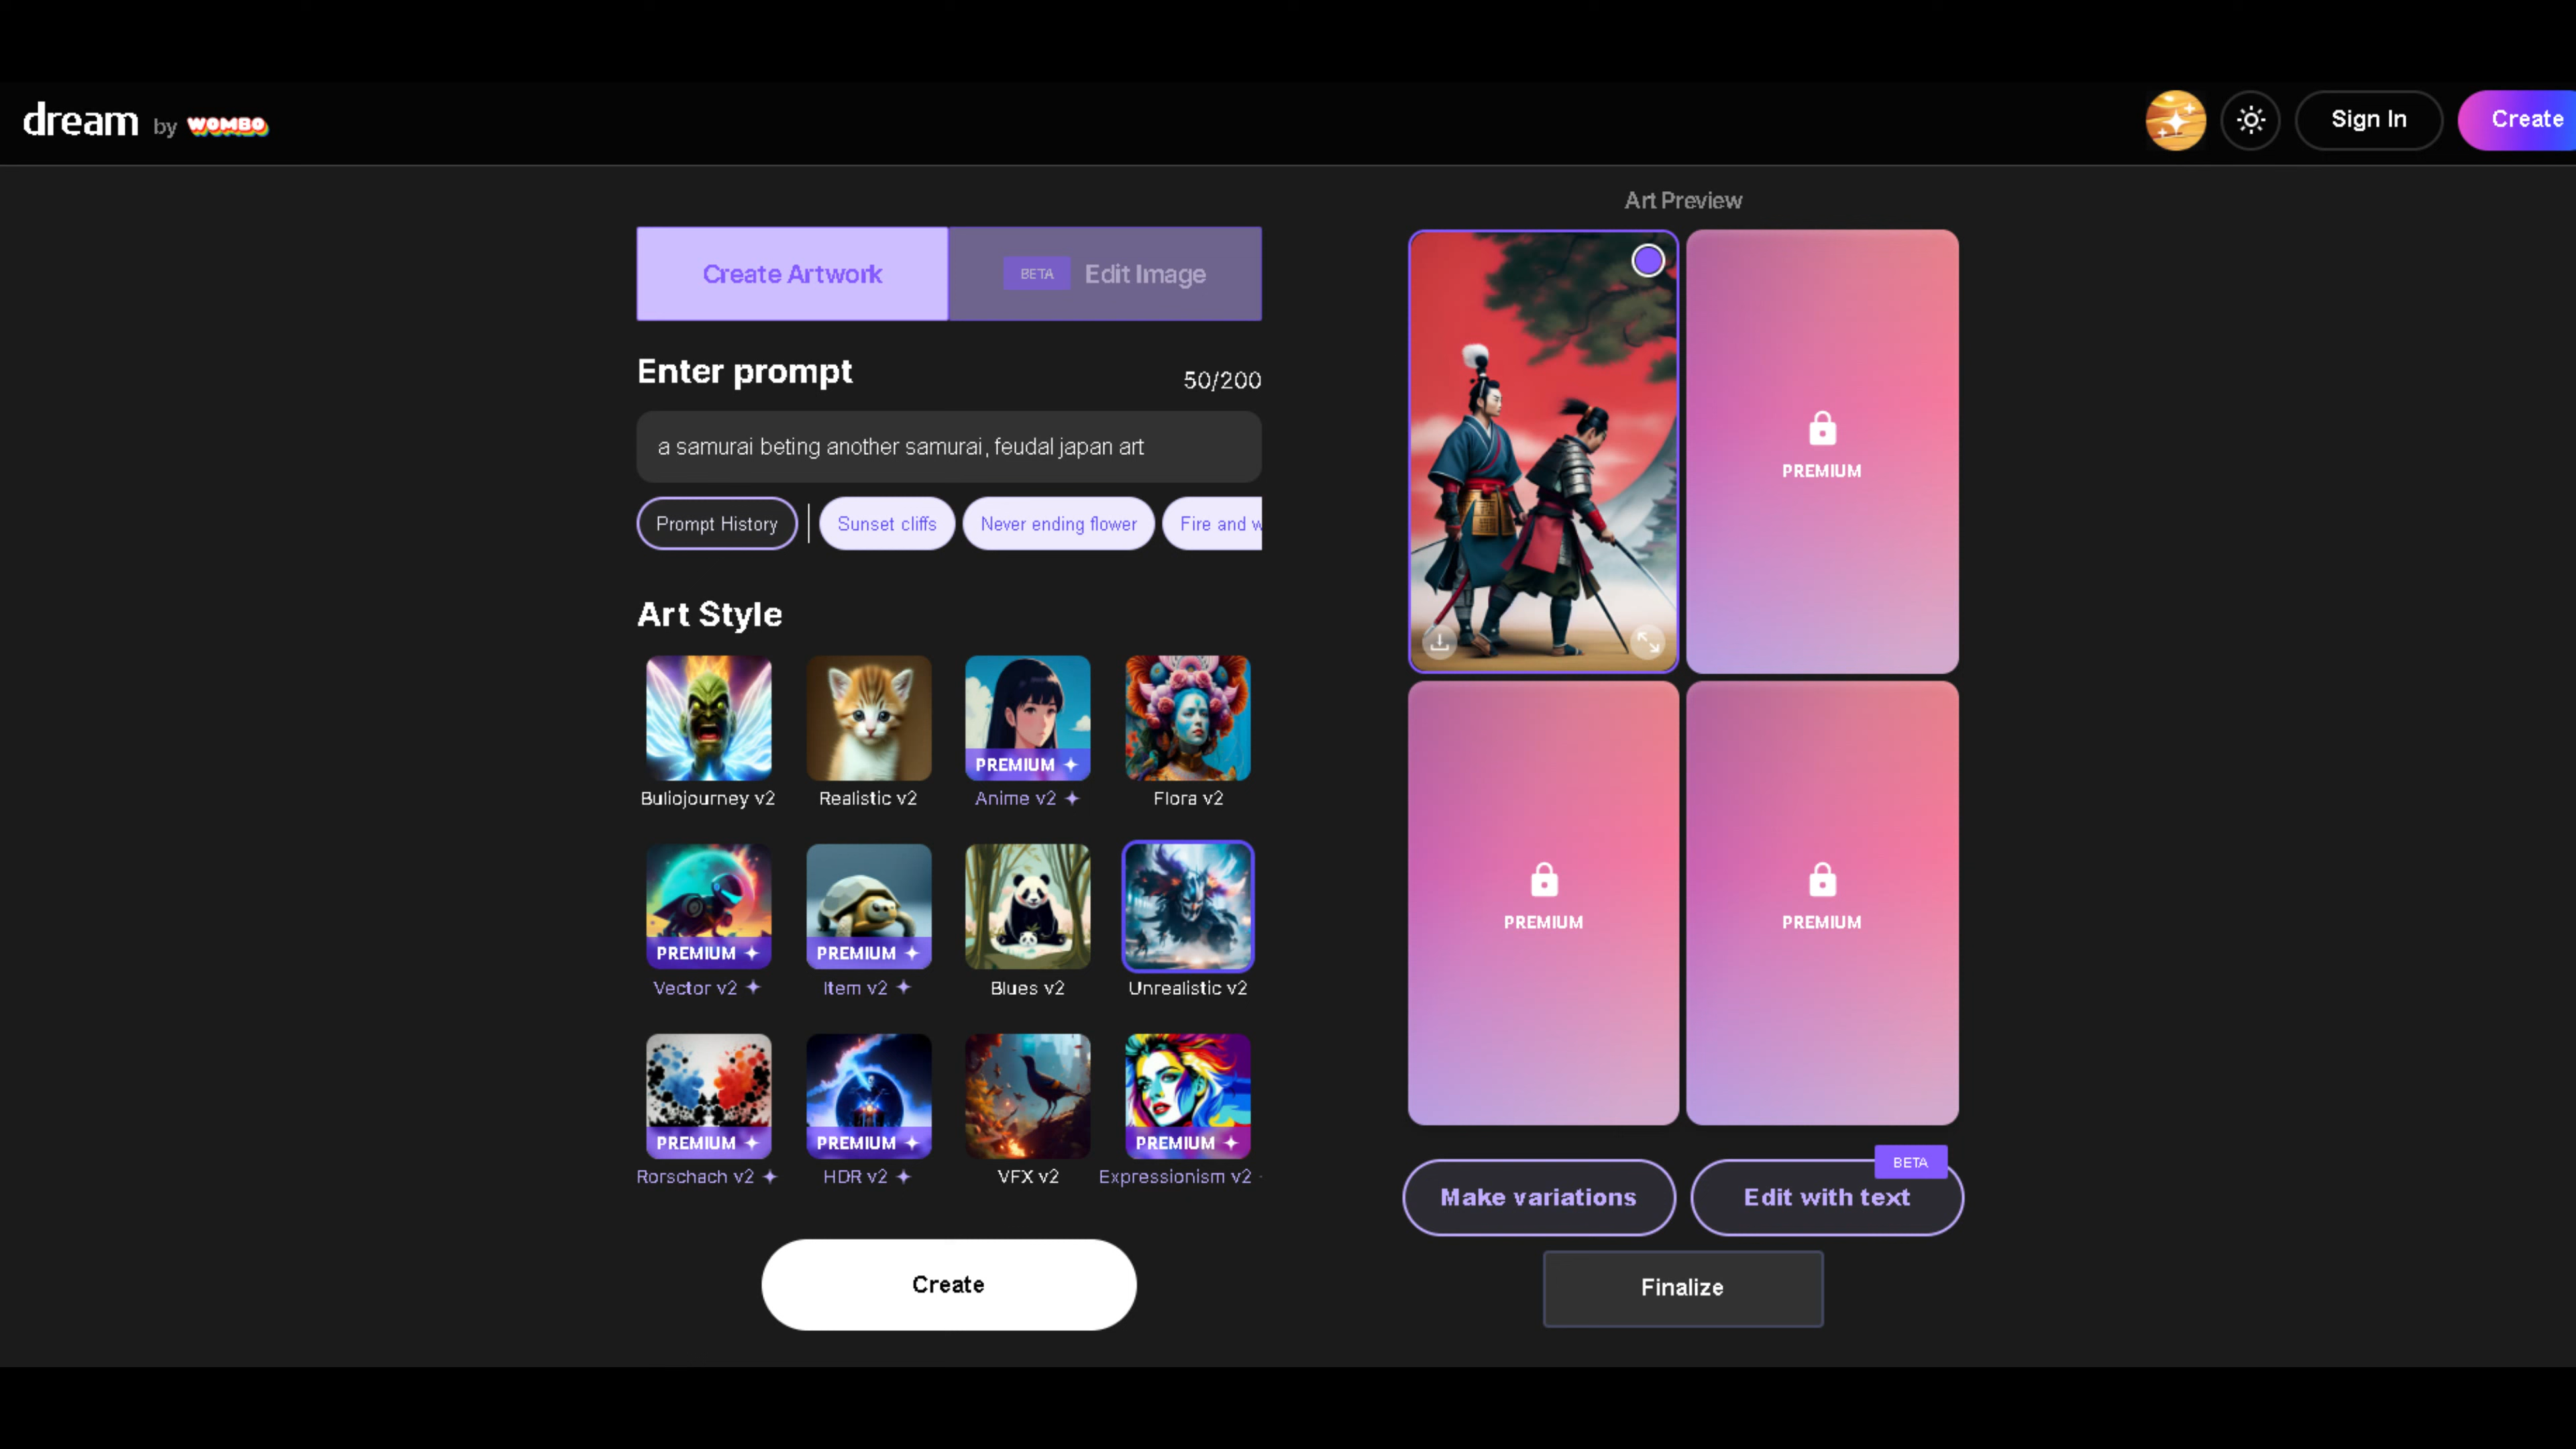 dream by WOMBO
Sign In
Create
Art Preview
Create Artwork
BETA Edit Image
Enter prompt
50/200
a samurai beting another samurai, feudal japan art
Prompt History
Sunset cliffs
Never ending flower
Fire and w
Art Style
PREMIUM
Buliojourney v2
Realistic v2
Anime v2
Flora v2
PREMIUM
PREMIUM
Vector v2
Item v2
Blues v2
Unrealistic v2
PREMIUM
PREMIUM
PREMIUM
Rorschach v2
HDR v2
VFX v2
Expressionism v2
Create
PREMIUM
PREMIUM
PREMIUM
Make variations
BETA
Edit with text
Finalize